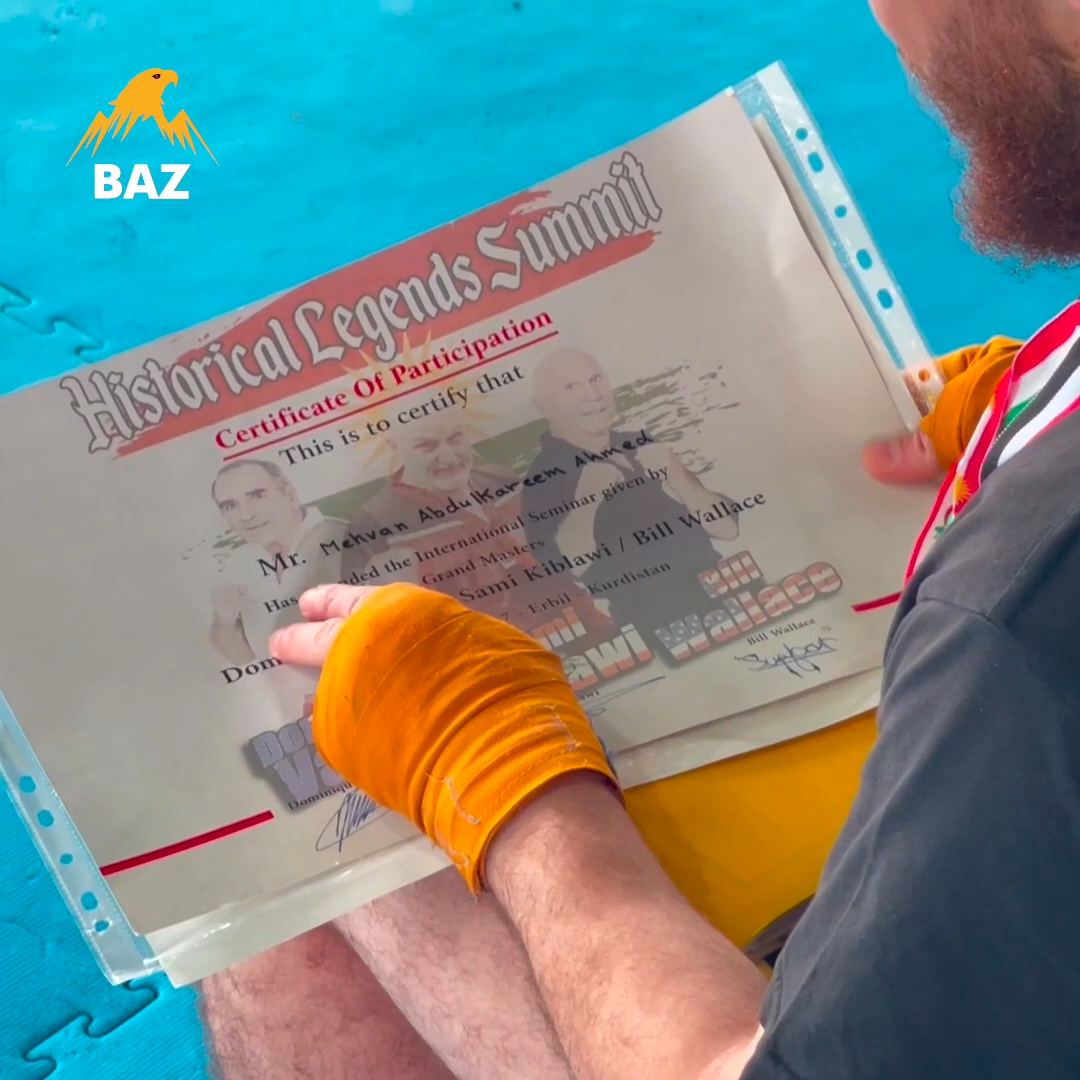 BAZ
Historical Legends Summit
Certificate Of Participation
This is to certify that
Mr. Mehvan Abdulkareem Ahmed
Has the International Seminar given by
Grand Masters
Sami Kiblawi / Bill Wallace
Erbil - Kurdistan
Bill
Wallace
Bill Wallace